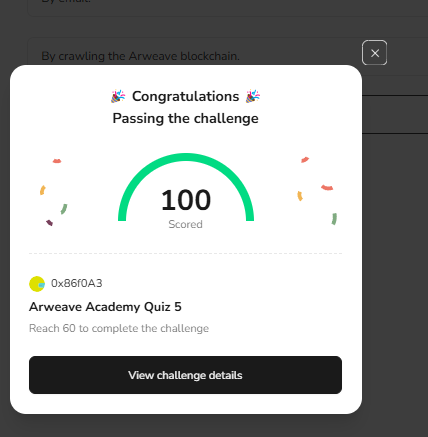 By email.
By crawling the Arweave blockchain.
🎉 Congratulations 🎉
Passing the challenge
100
Scored
0x86f0A3
Arweave Academy Quiz 5
Reach 60 to complete the challenge
View challenge details